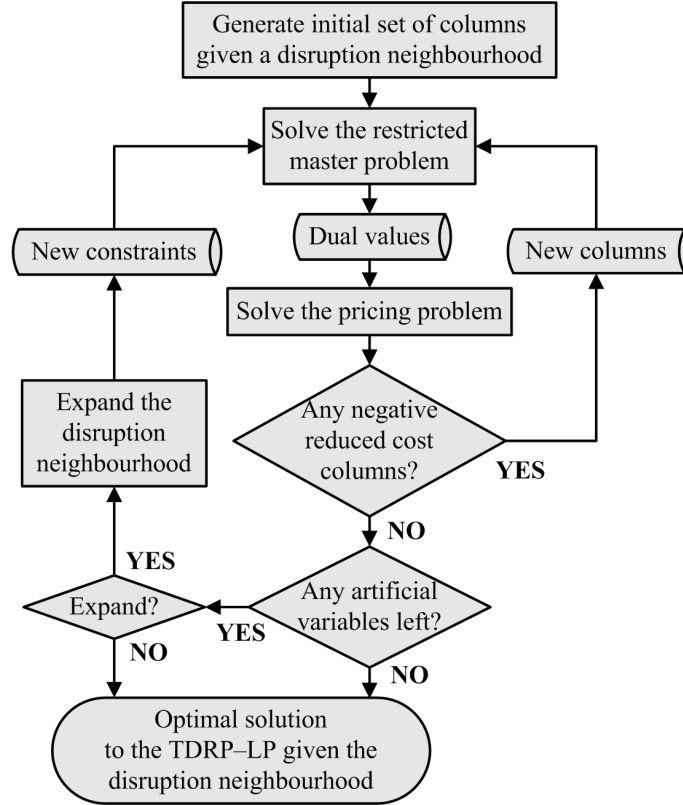 Generate initial set of columns
given a disruption neighbourhood
Solve the restricted
master problem
New constraints
Dual values
New columns
Solve the pricing problem
Expand the
disruption
neighbourhood
Any negative
reduced cost
columns?
YES
NO
YES
Expand?
YES
Any artificial
variables left?
NO
NO
Optimal solution
to the TDRP–LP given the
disruption neighbourhood